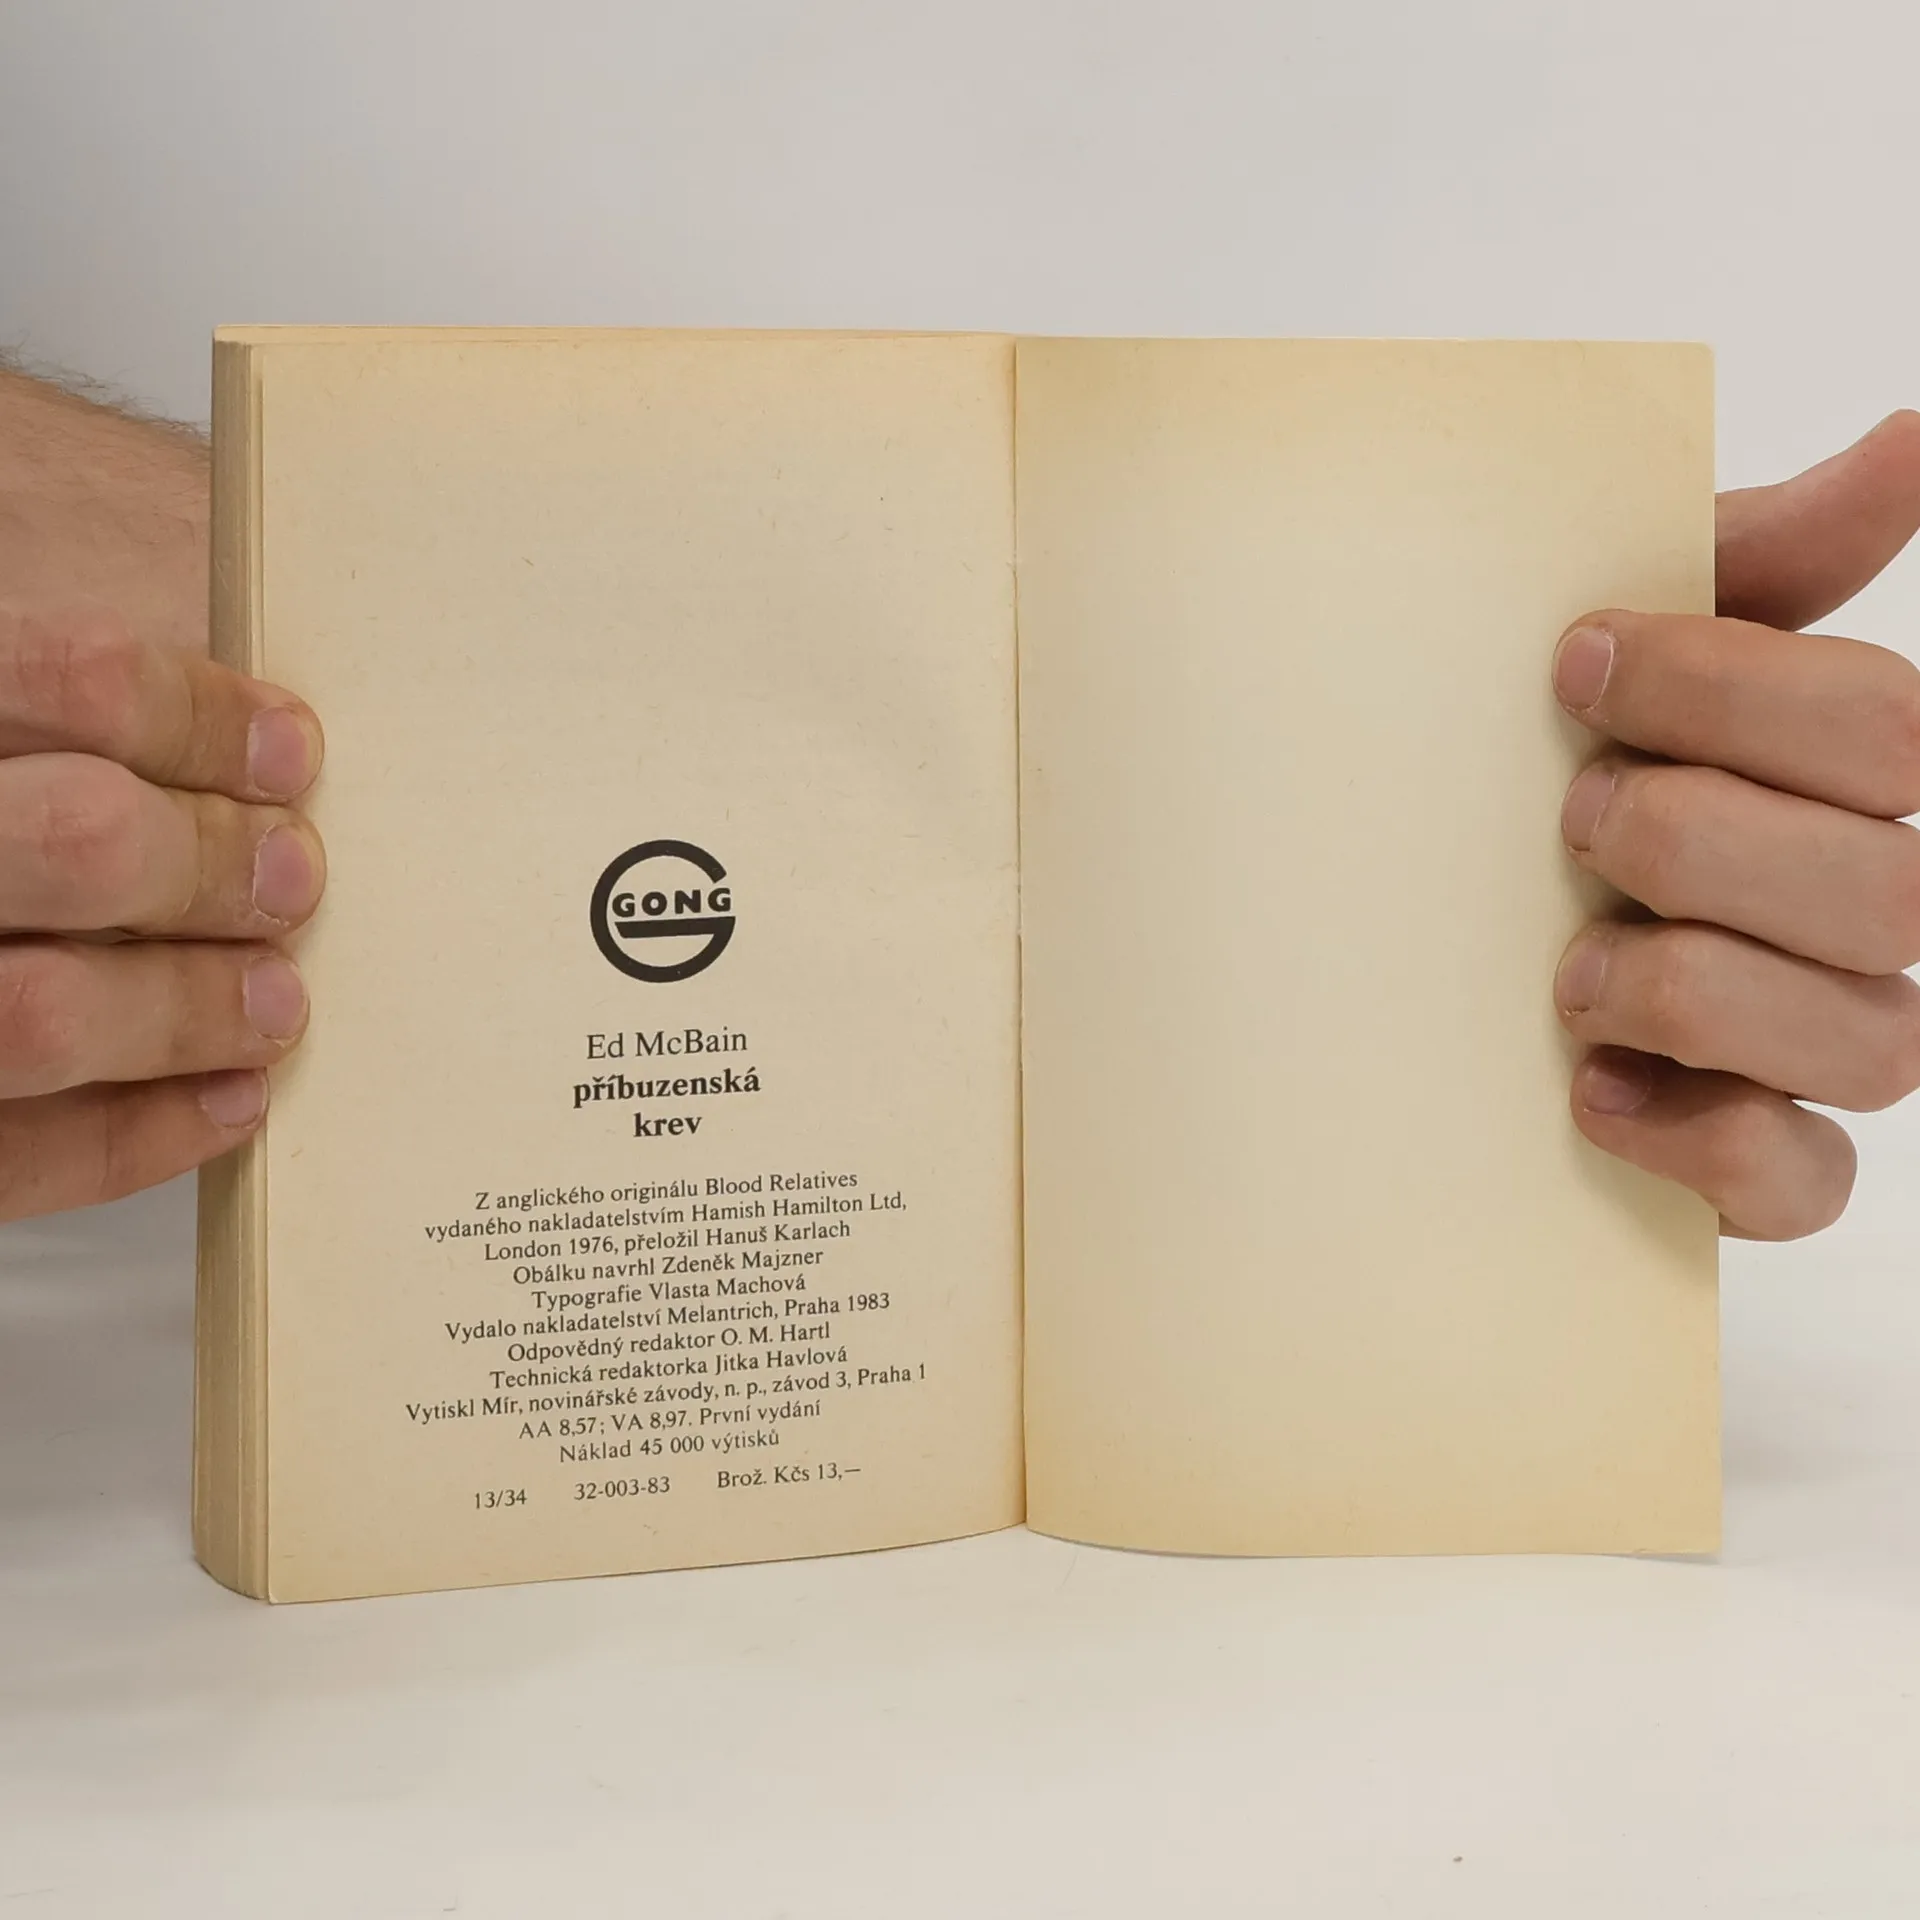 GONG
Ed McBain
příbuzenská
krev
Z anglického originálu Blood Relatives
vydaného nakladatelstvím Hamish Hamilton Ltd,
London 1976, přeložil Hanuš Karlach
Obálku navrhl Zdeněk Majzner
Typografie Vlasta Machová
Vydalo nakladatelství Melantrich, Praha 1983
Odpovědný redaktor O. M. Hartl
Technická redaktorka Jitka Havlová
Vytiskl Mír, novinářské závody, n. p., závod 3, Praha 1
AA 8,57; VA 8,97. První vydání
Náklad 45 000 výtisků
13/34 32-003-83 Brož. Kčs 13,—